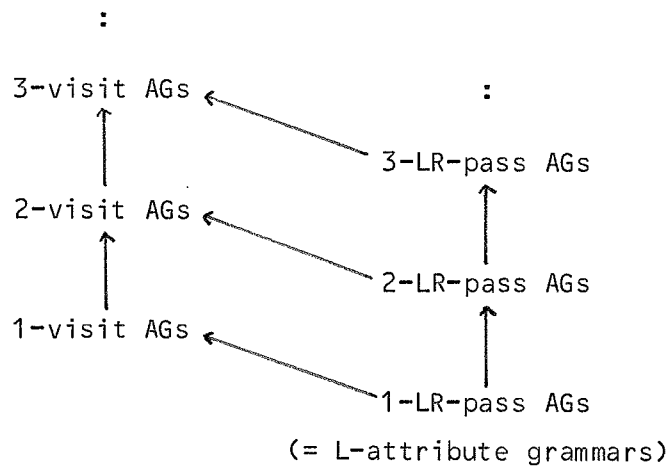 :
3-visit AGs
:
3-LR-pass AGs
2-visit AGs
2-LR-pass AGs
1-visit AGs
1-LR-pass AGs
(= L-attribute grammars)